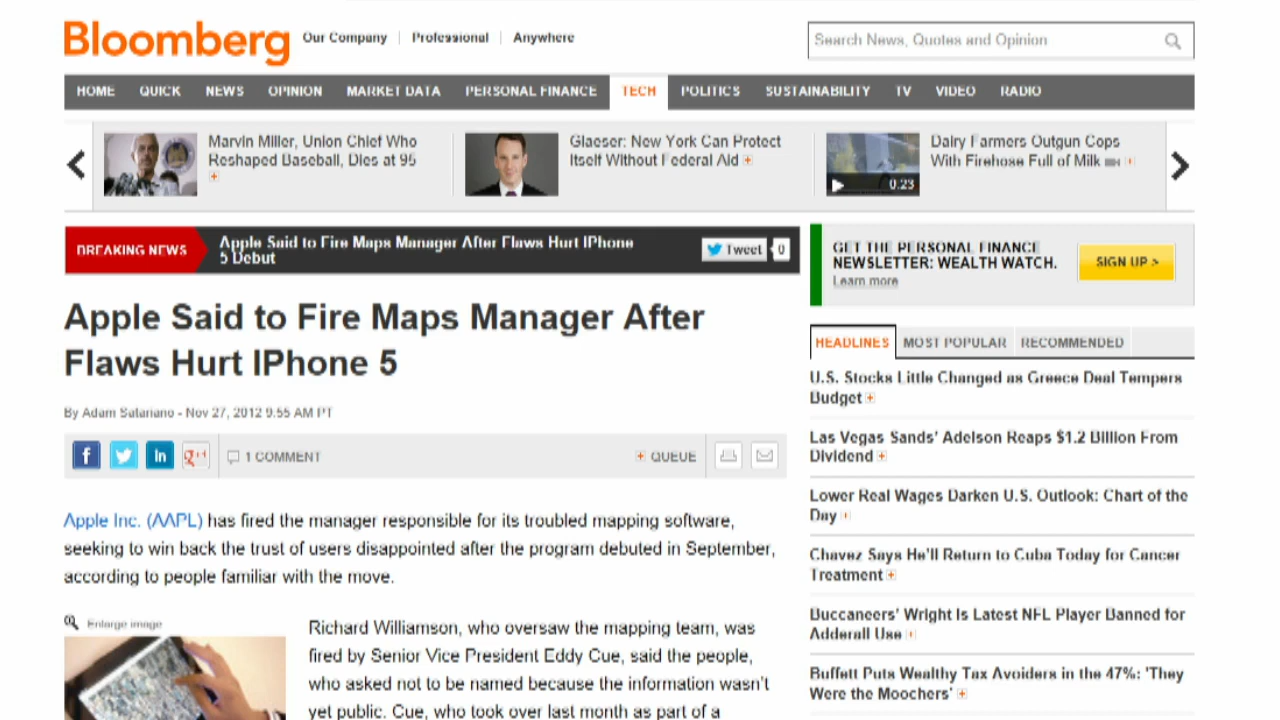 Bloomberg
Our Company Professional Anywhere
Search News, Quotes and Opinion
HOME QUICK NEWS OPINION MARKET DATA PERSONAL FINANCE TECH POLITICS SUSTAINABILITY TV VIDEO RADIO
Marvin Miller, Union Chief Who
Reshaped Baseball, Dies at 95
Glaeser: New York Can Protect
Itself Without Federal Aid
Dairy Farmers Outgun Cops
With Firehose Full of Milk
0:23
BREAKING NEWS
Apple Said to Fire Maps Manager After Flaws Hurt IPhone
5 Debut
Tweet 0
GET THE PERSONAL FINANCE
NEWSLETTER: WEALTH WATCH.
Learn more
SIGN UP >
Apple Said to Fire Maps Manager After
Flaws Hurt IPhone 5
By Adam Satariano - Nov 27, 2012 9:55 AM PT
f in g+1 1 COMMENT
QUEUE
Apple Inc. (AAPL) has fired the manager responsible for its troubled mapping software,
seeking to win back the trust of users disappointed after the program debuted in September,
according to people familiar with the move.
Enlarge image
Richard Williamson, who oversaw the mapping team, was
fired by Senior Vice President Eddy Cue, said the people,
who asked not to be named because the information wasn't
yet public. Cue, who took over last month as part of a
HEADLINES MOST POPULAR RECOMMENDED
U.S. Stocks Little Changed as Greece Deal Tempers
Budget
Las Vegas Sands' Adelson Reaps $1.2 Billion From
Dividend
Lower Real Wages Darken U.S. Outlook: Chart of the
Day
Chavez Says He'll Return to Cuba Today for Cancer
Treatment
Buccaneers' Wright Is Latest NFL Player Banned for
Adderall Use
Buffett Puts Wealthy Tax Avoiders in the 47%: 'They
Were the Moochers'